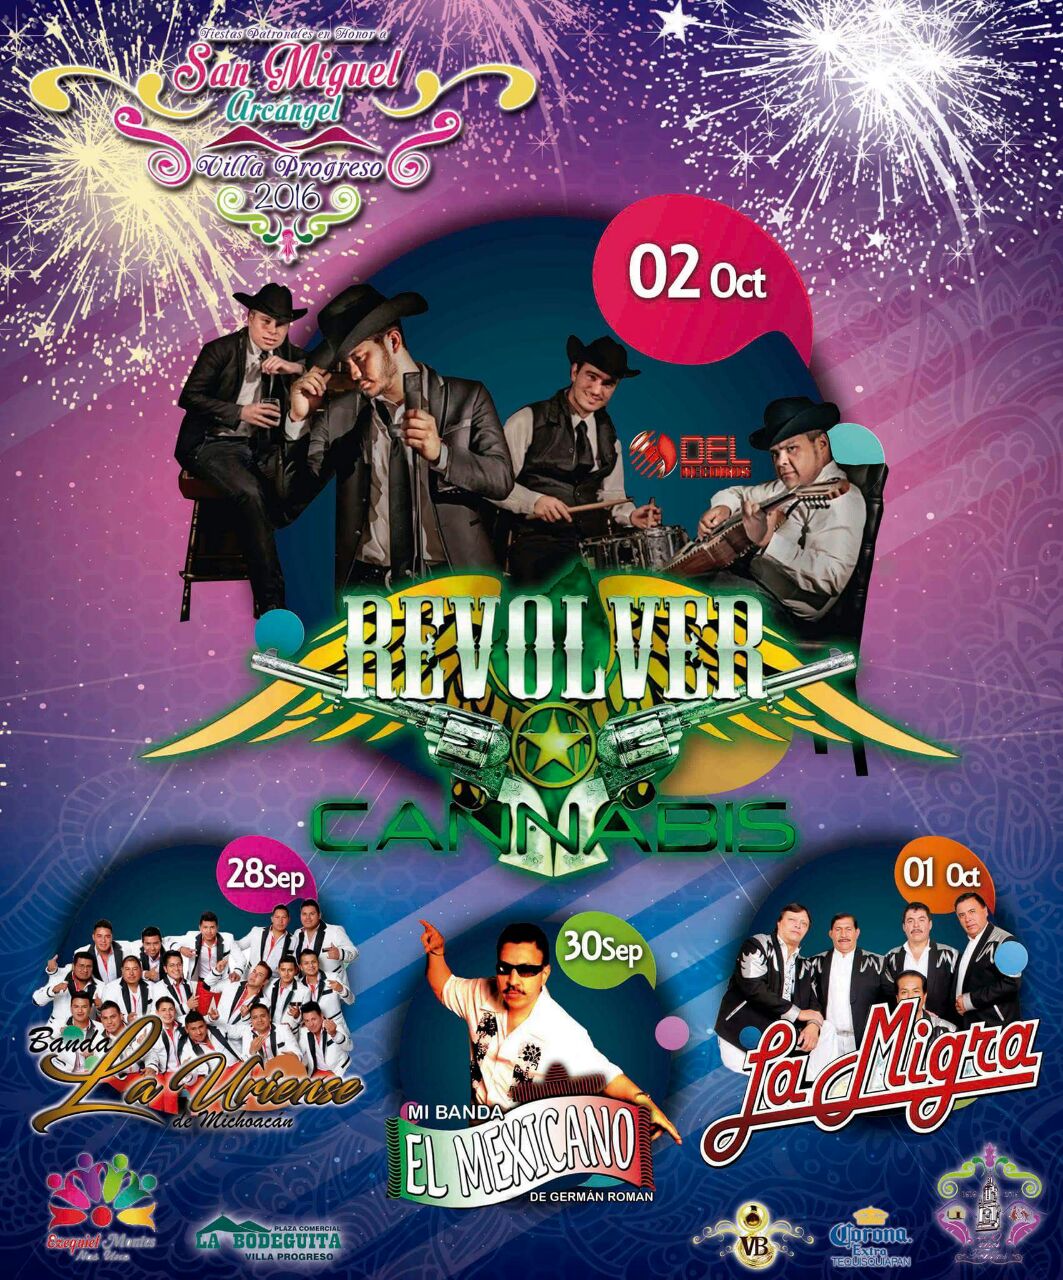 Fiestas Patronales en Honor a
San Miguel
Arcángel
Villa Progreso
2016
02 Oct
DEL
RECORDS
REVOLVER
CANNABIS
28Sep
Banda
La Uriense
de Michoacán
30Sep
MI BANDA
EL MEXICANO
DE GERMÁN ROMAN
01 Oct
La Migra
Ezequiel Montes
PLAZA COMERCIAL
LA BODEGUITA
VILLA PROGRESO
VB
Corona
Extra
TEQUISQUIAPAN